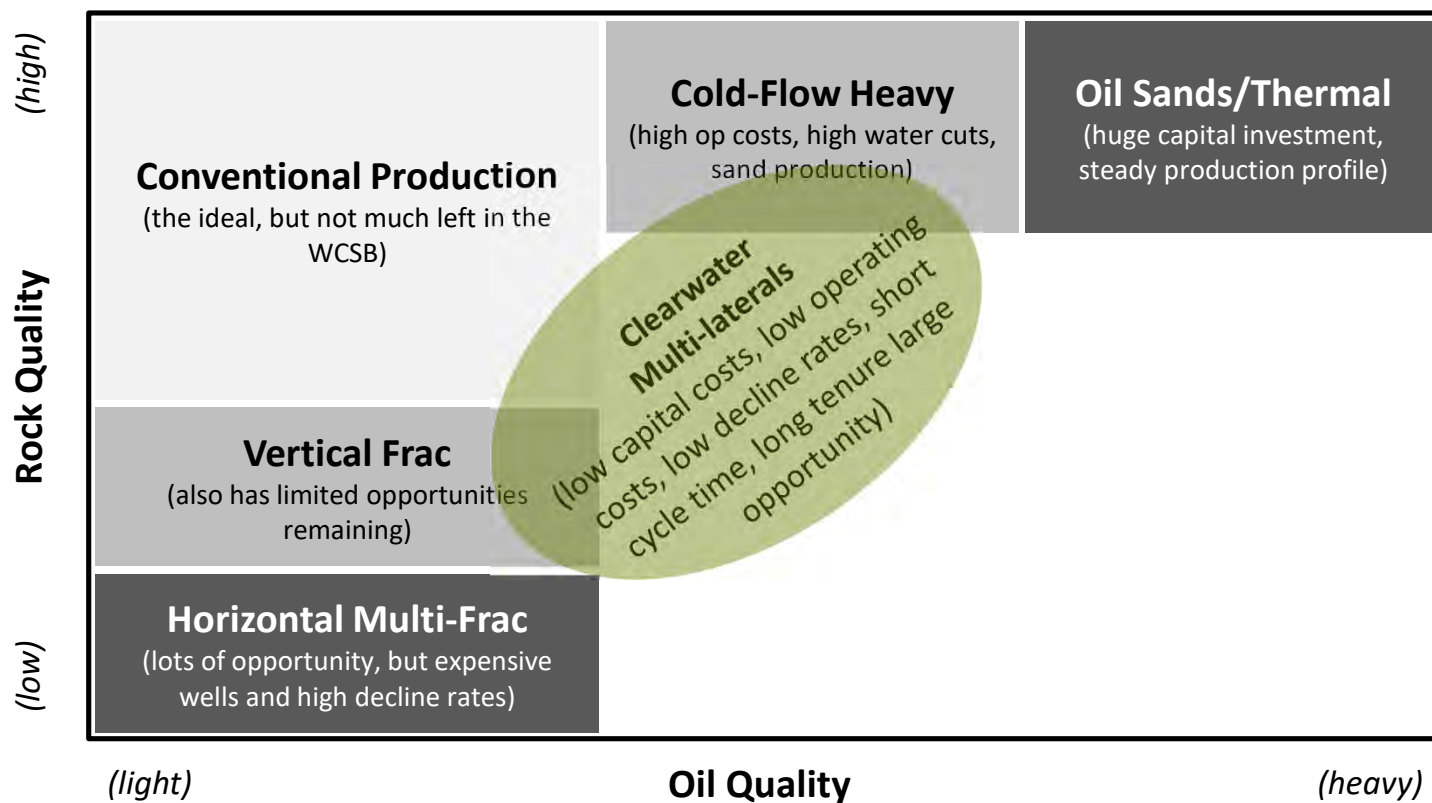 (high)
Rock Quality
(low)
Conventional Production
(the ideal, but not much left in the
WCSB)
Cold-Flow Heavy
(high op costs, high water cuts,
sand production)
Oil Sands/Thermal
(huge capital investment,
steady production profile)
Clearwater
Multi-laterals
(low capital costs, low operating
costs, low decline rates, short
cycle time, long tenure large
opportunity)
Vertical Frac
(also has limited opportunities
remaining)
Horizontal Multi-Frac
(lots of opportunity, but expensive
wells and high decline rates)
(light)
Oil Quality
(heavy)